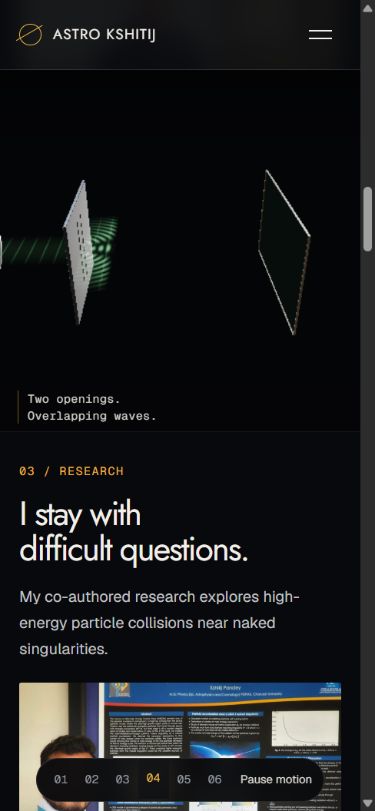 ASTRO KSHITIJ
Two openings.
Overlapping waves.
03 / RESEARCH
I stay with
difficult questions.
My co-authored research explores high-
energy particle collisions near naked
singularities.
Kshitij Pandey
01 02 03 04 05 06 Pause motion